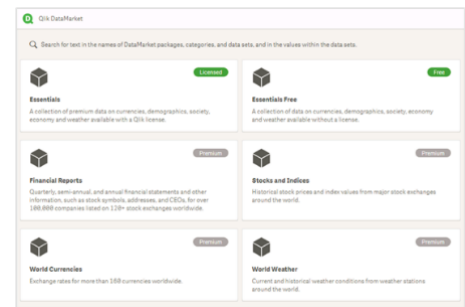 Qlik DataMarket
Search for text in the names of DataMarket packages, categories, and data sets, and in the values within the data sets.
Licensed
Essentials
A collection of premium data on currencies, demographics, society,
economy and weather available with a Qlik license.
Free
Essentials Free
A collection of data on currencies, demographics, society, economy
and weather available without a license.
Premium
Financial Reports
Quarterly, semi-annual, and annual financial statements and other
information, such as stock symbols, addresses, and CEOs, for over
100,000 companies listed on 120+ stock exchanges worldwide.
Premium
Stocks and Indices
Historical stock prices and index values from major stock exchanges
around the world.
Premium
World Currencies
Exchange rates for more than 160 currencies worldwide.
Premium
World Weather
Current and historical weather conditions from weather stations
around the world.